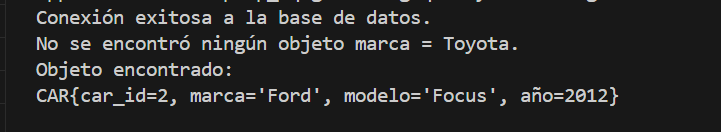 Conexión exitosa a la base de datos.
No se encontró ningún objeto marca = Toyota.
Objeto encontrado:
CAR{car_id=2, marca='Ford', modelo='Focus', año=2012}